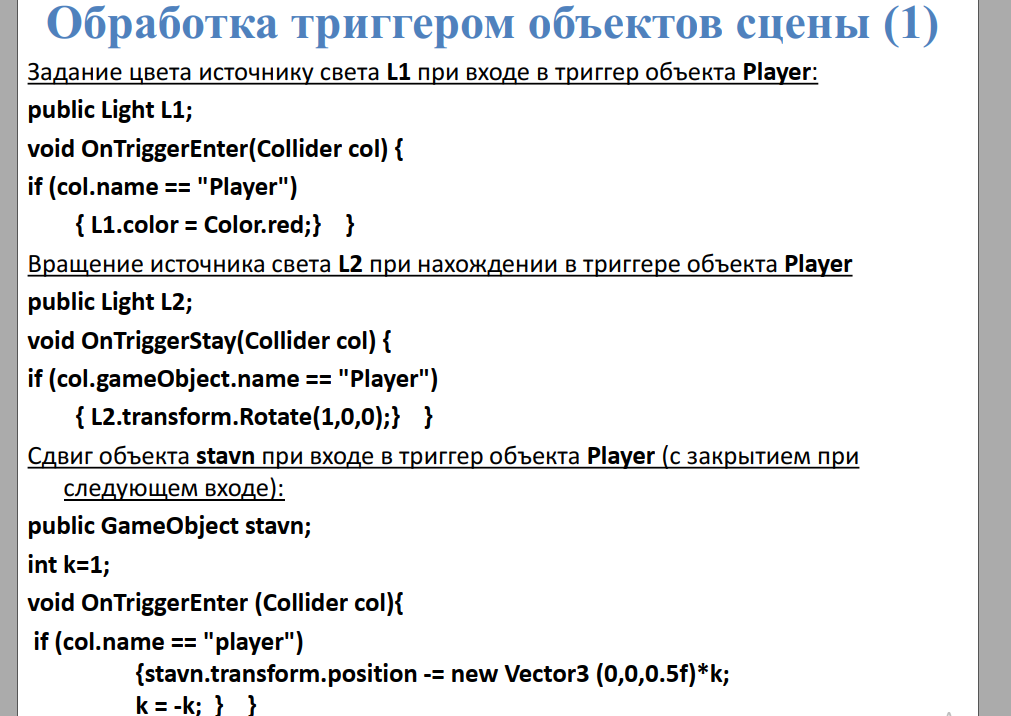 Обработка триггером объектов сцены (1)
Задание цвета источнику света L1 при входе в триггер объекта Player:
public Light L1;
void OnTriggerEnter(Collider col) {
if (col.name == "Player")
{ L1.color = Color.red;} }
Вращение источника света L2 при нахождении в триггере объекта Player
public Light L2;
void OnTriggerStay(Collider col) {
if (col.gameObject.name == "Player")
{ L2.transform.Rotate(1,0,0);} }
Сдвиг объекта stavn при входе в триггер объекта Player (с закрытием при
следующем входе):
public GameObject stavn;
int k=1;
void OnTriggerEnter (Collider col){
if (col.name == "player")
{stavn.transform.position -= new Vector3 (0,0,0.5f)*k;
k = -k; } }